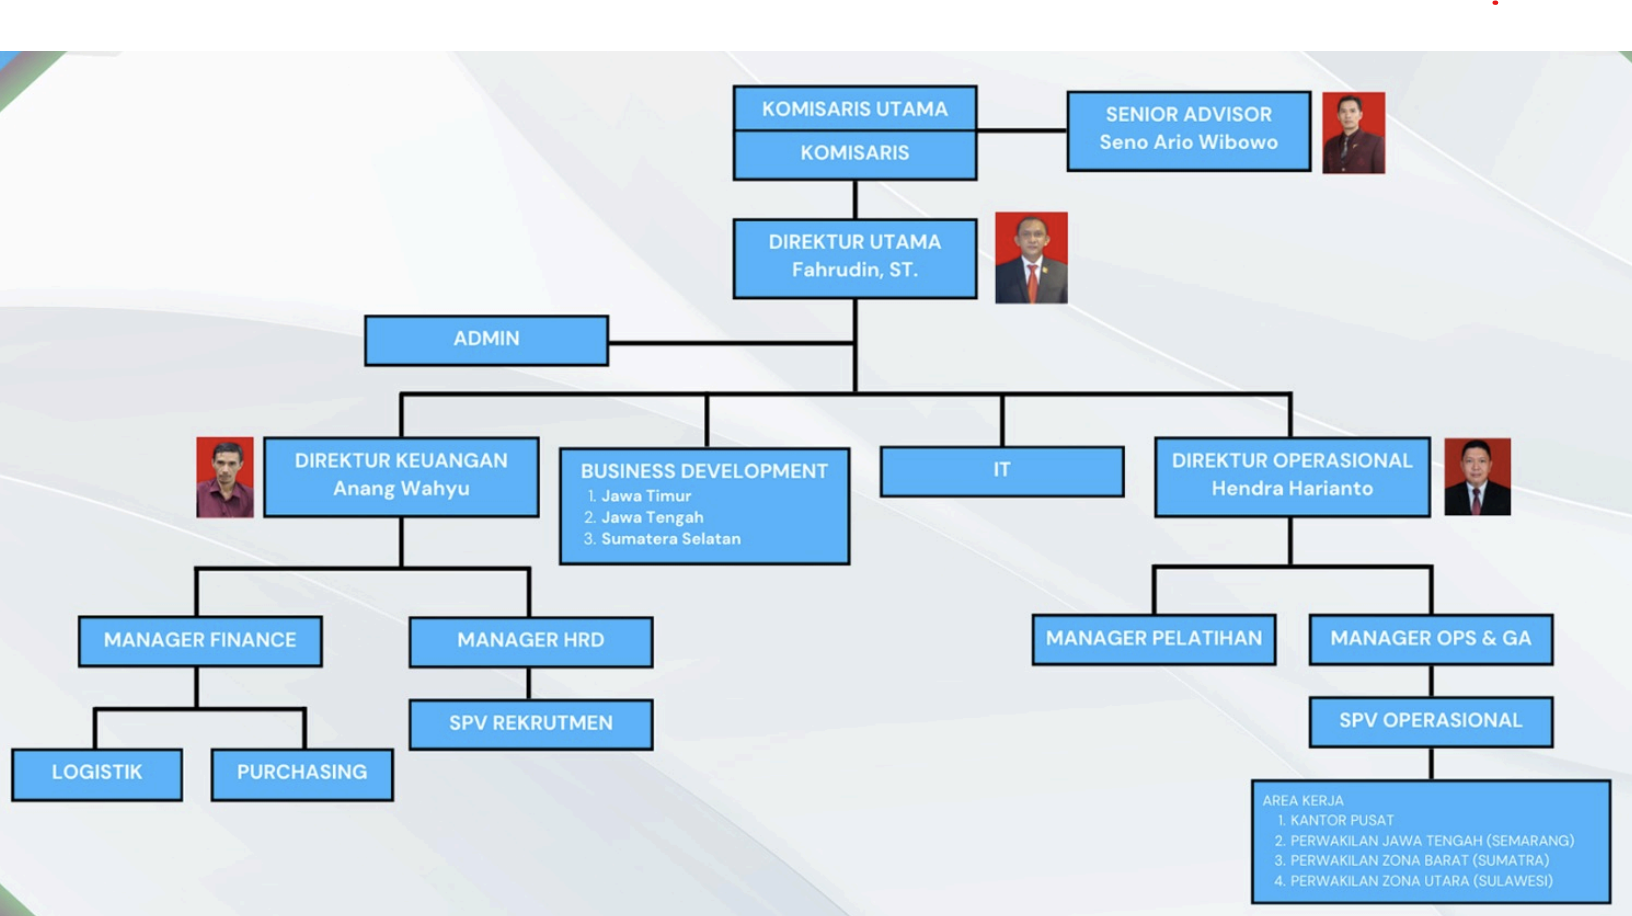 KOMISARIS UTAMA
KOMISARIS
SENIOR ADVISOR
Seno Ario Wibowo
DIREKTUR UTAMA
Fahrudin, ST.
ADMIN
DIREKTUR KEUANGAN
Anang Wahyu
BUSINESS DEVELOPMENT
1. Jawa Timur
2. Jawa Tengah
3. Sumatera Selatan
IT
DIREKTUR OPERASIONAL
Hendra Harianto
MANAGER FINANCE
MANAGER HRD
MANAGER PELATIHAN
MANAGER OPS & GA
SPV REKRUTMEN
SPV OPERASIONAL
LOGISTIK
PURCHASING
AREA KERJA
1. KANTOR PUSAT
2. PERWAKILAN JAWA TENGAH (SEMARANG)
3. PERWAKILAN ZONA BARAT (SUMATRA)
4. PERWAKILAN ZONA UTARA (SULAWESI)